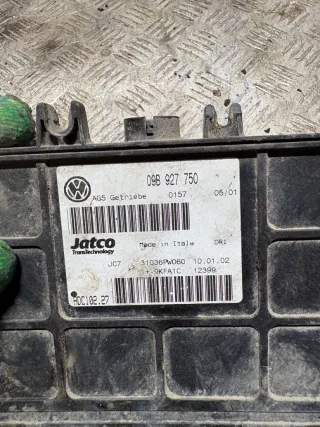 09B 927 750
AG5 Getriebe 0157 05/01
Jatco
TransTechnology
Made in Italy DR1
JC7 31036PW060 10.01.02
9KFA1C 12399
ADC102.27